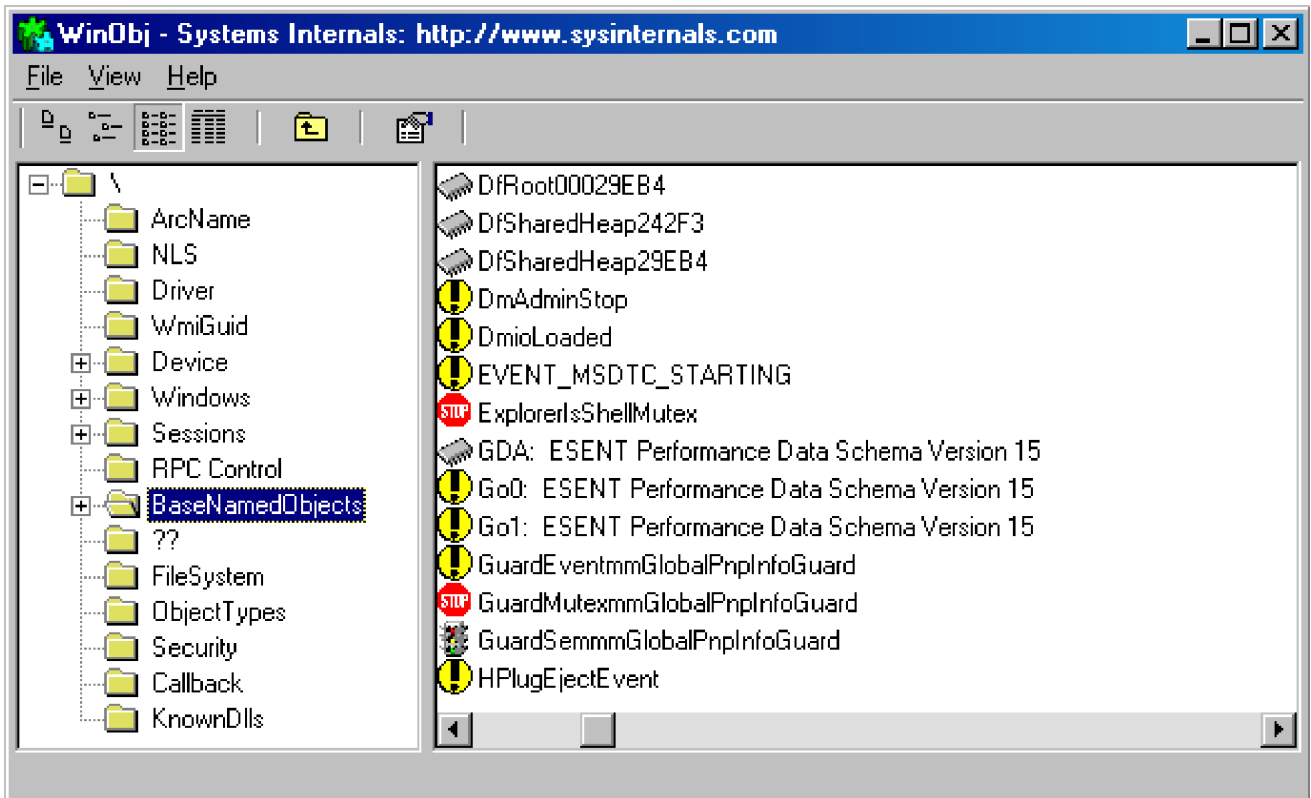 WinObj - Systems Internals: http://www.sysinternals.com
File View Help
\
ArcName
NLS
Driver
WmiGuid
Device
Windows
Sessions
RPC Control
BaseNamedObjects
??
FileSystem
ObjectTypes
Security
Callback
KnownDlls
DfRoot00029EB4
DfSharedHeap242F3
DfSharedHeap29EB4
DmAdminStop
DmioLoaded
EVENT_MSDTC_STARTING
STOP ExplorerIsShellMutex
GDA: ESENT Performance Data Schema Version 15
Go0: ESENT Performance Data Schema Version 15
Go1: ESENT Performance Data Schema Version 15
GuardEventmmGlobalPnpInfoGuard
STOP GuardMutexmmGlobalPnpInfoGuard
GuardSemmmGlobalPnpInfoGuard
HPlugEjectEvent